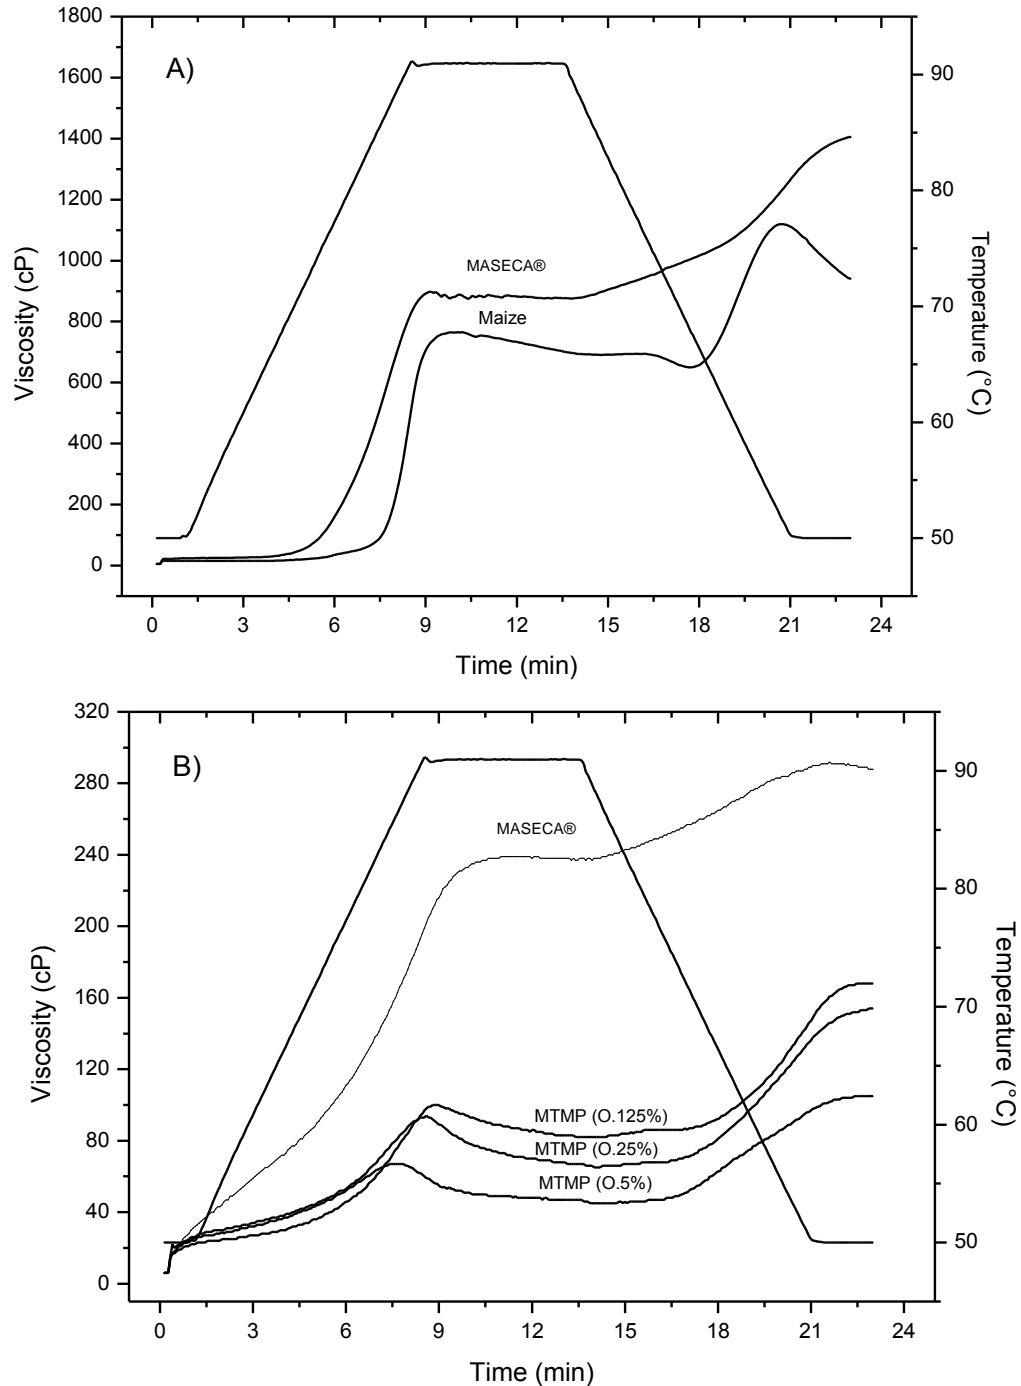 A)
Viscosity (cP)
1800
1600
1400
1200
1000
800
600
400
200
0
MASECA®
Maize
90
80
70
60
50
Temperature (°C)
0 3 6 9 12 15 18 21 24
Time (min)
B)
Viscosity (cP)
320
280
240
200
160
120
80
40
0
MASECA®
MTMP (O.125%)
MTMP (O.25%)
MTMP (O.5%)
90
80
70
60
50
Temperature (°C)
0 3 6 9 12 15 18 21 24
Time (min)